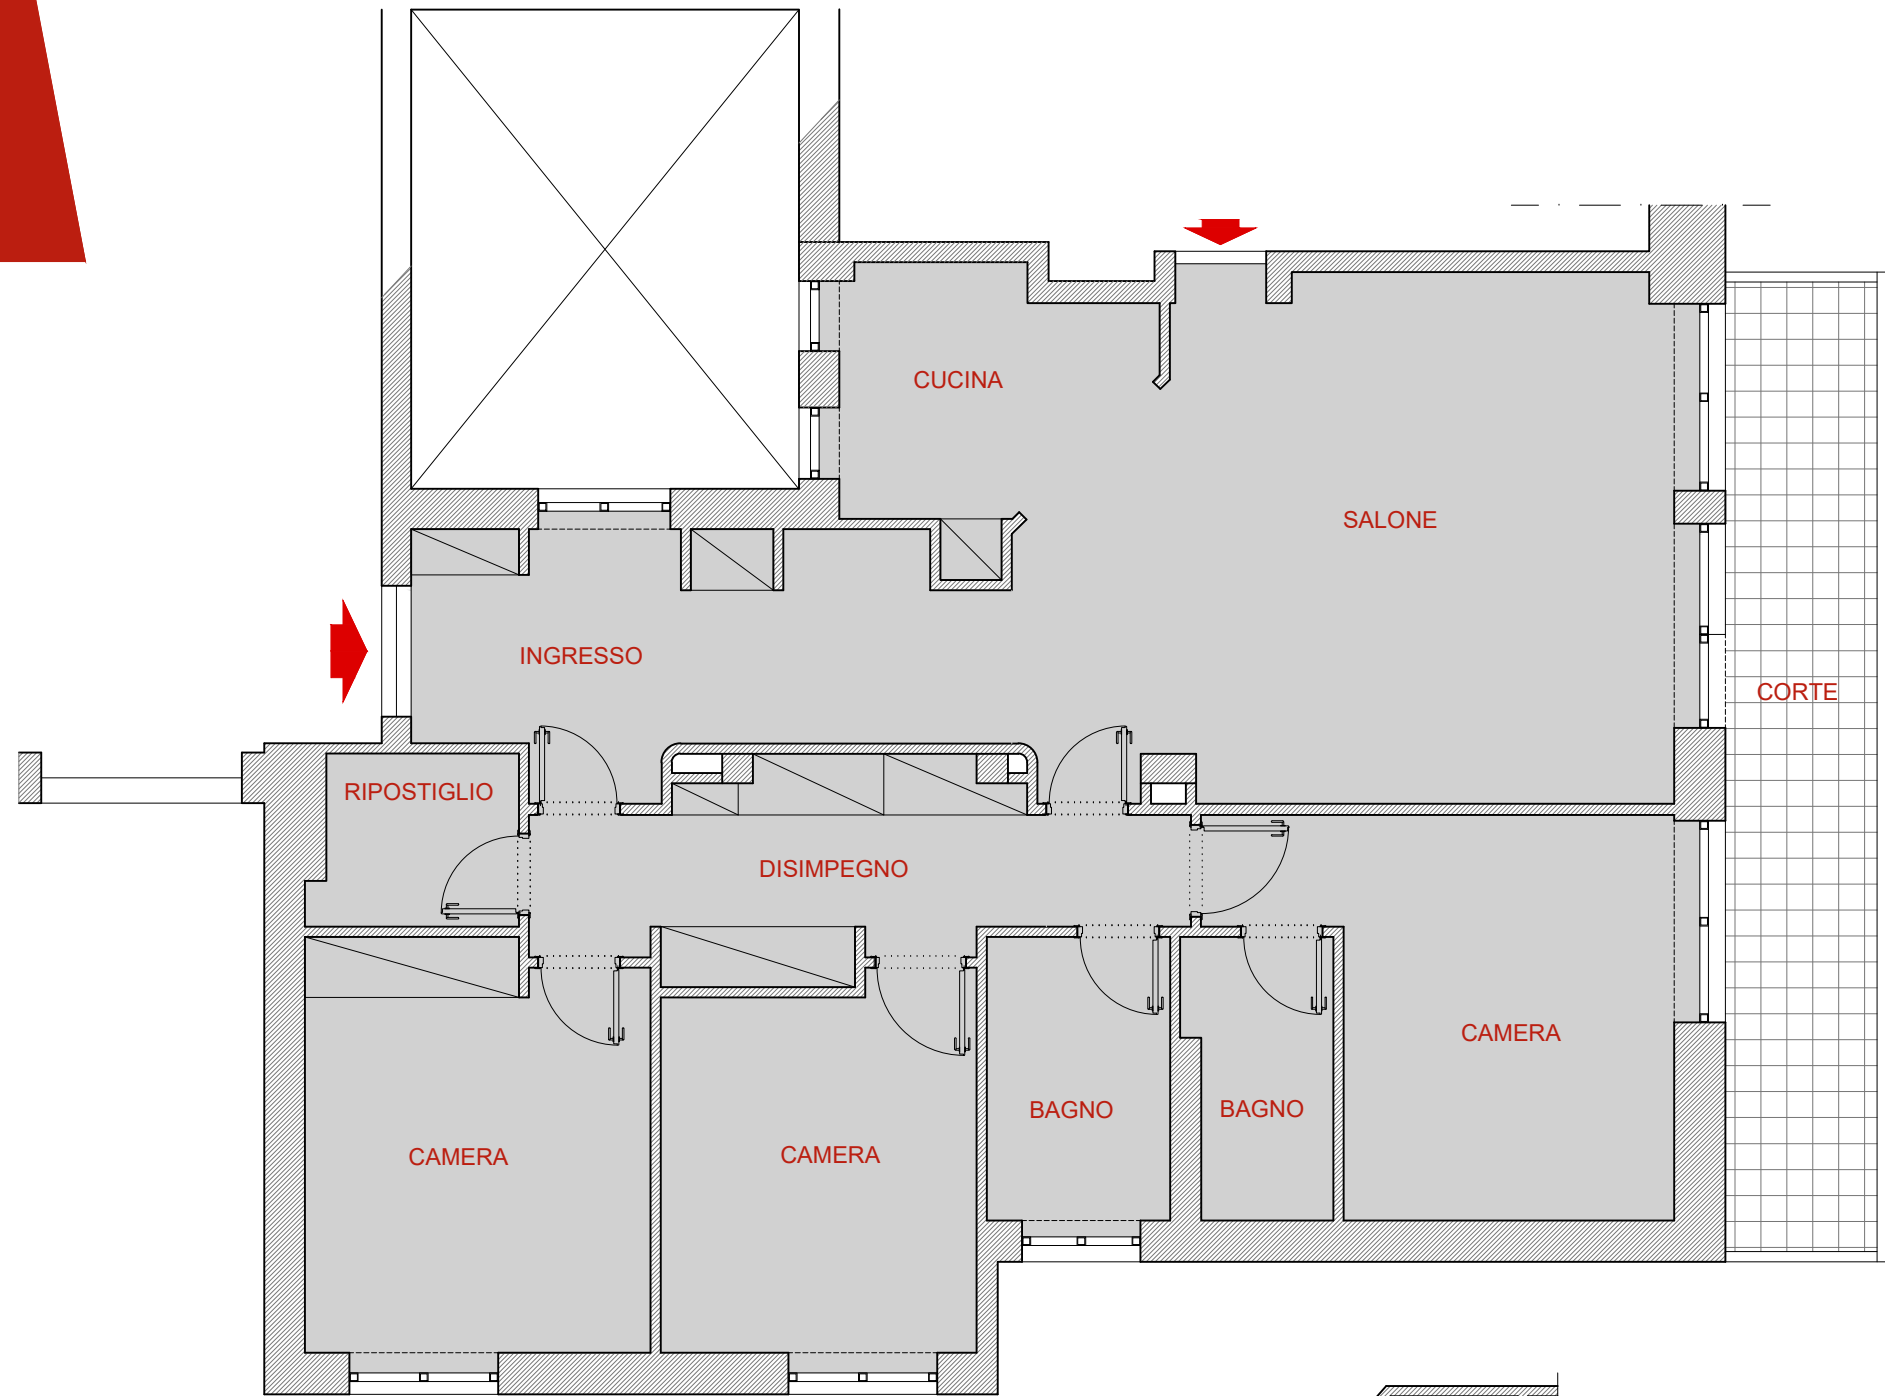 CUCINA
SALONE
INGRESSO
CORTE
RIPOSTIGLIO
DISIMPEGNO
CAMERA
BAGNO
BAGNO
CAMERA
CAMERA